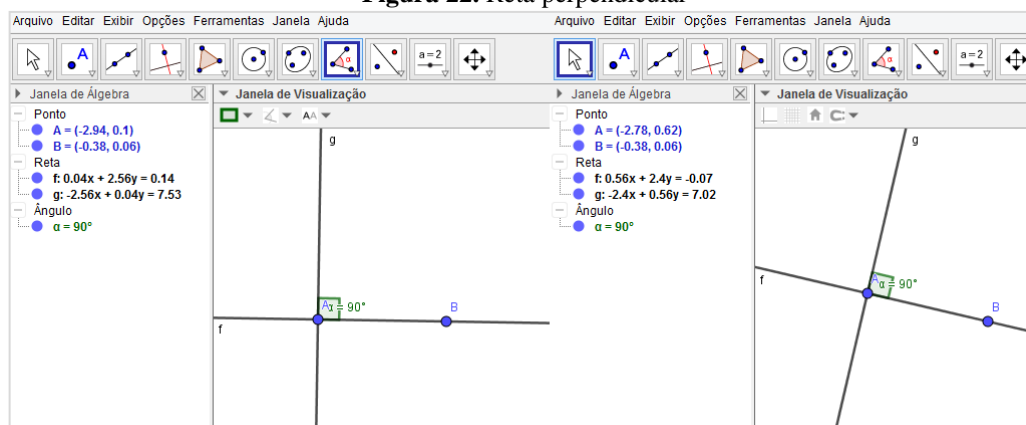 Figura 22. Reta perpendicular
Arquivo Editar Exibir Opções Ferramentas Janela Ajuda
A
α
a=2
Janela de Álgebra
Ponto
A = (-2.94, 0.1)
B = (-0.38, 0.06)
Reta
f: 0.04x + 2.56y = 0.14
g: -2.56x + 0.04y = 7.53
Ângulo
α = 90°
Janela de Visualização
AA
g
A
α = 90°
B
f
Arquivo Editar Exibir Opções Ferramentas Janela Ajuda
A
α
a=2
Janela de Álgebra
Ponto
A = (-2.78, 0.62)
B = (-0.38, 0.06)
Reta
f: 0.56x + 2.4y = -0.07
g: -2.4x + 0.56y = 7.02
Ângulo
α = 90°
Janela de Visualização
g
f
A
α = 90°
B